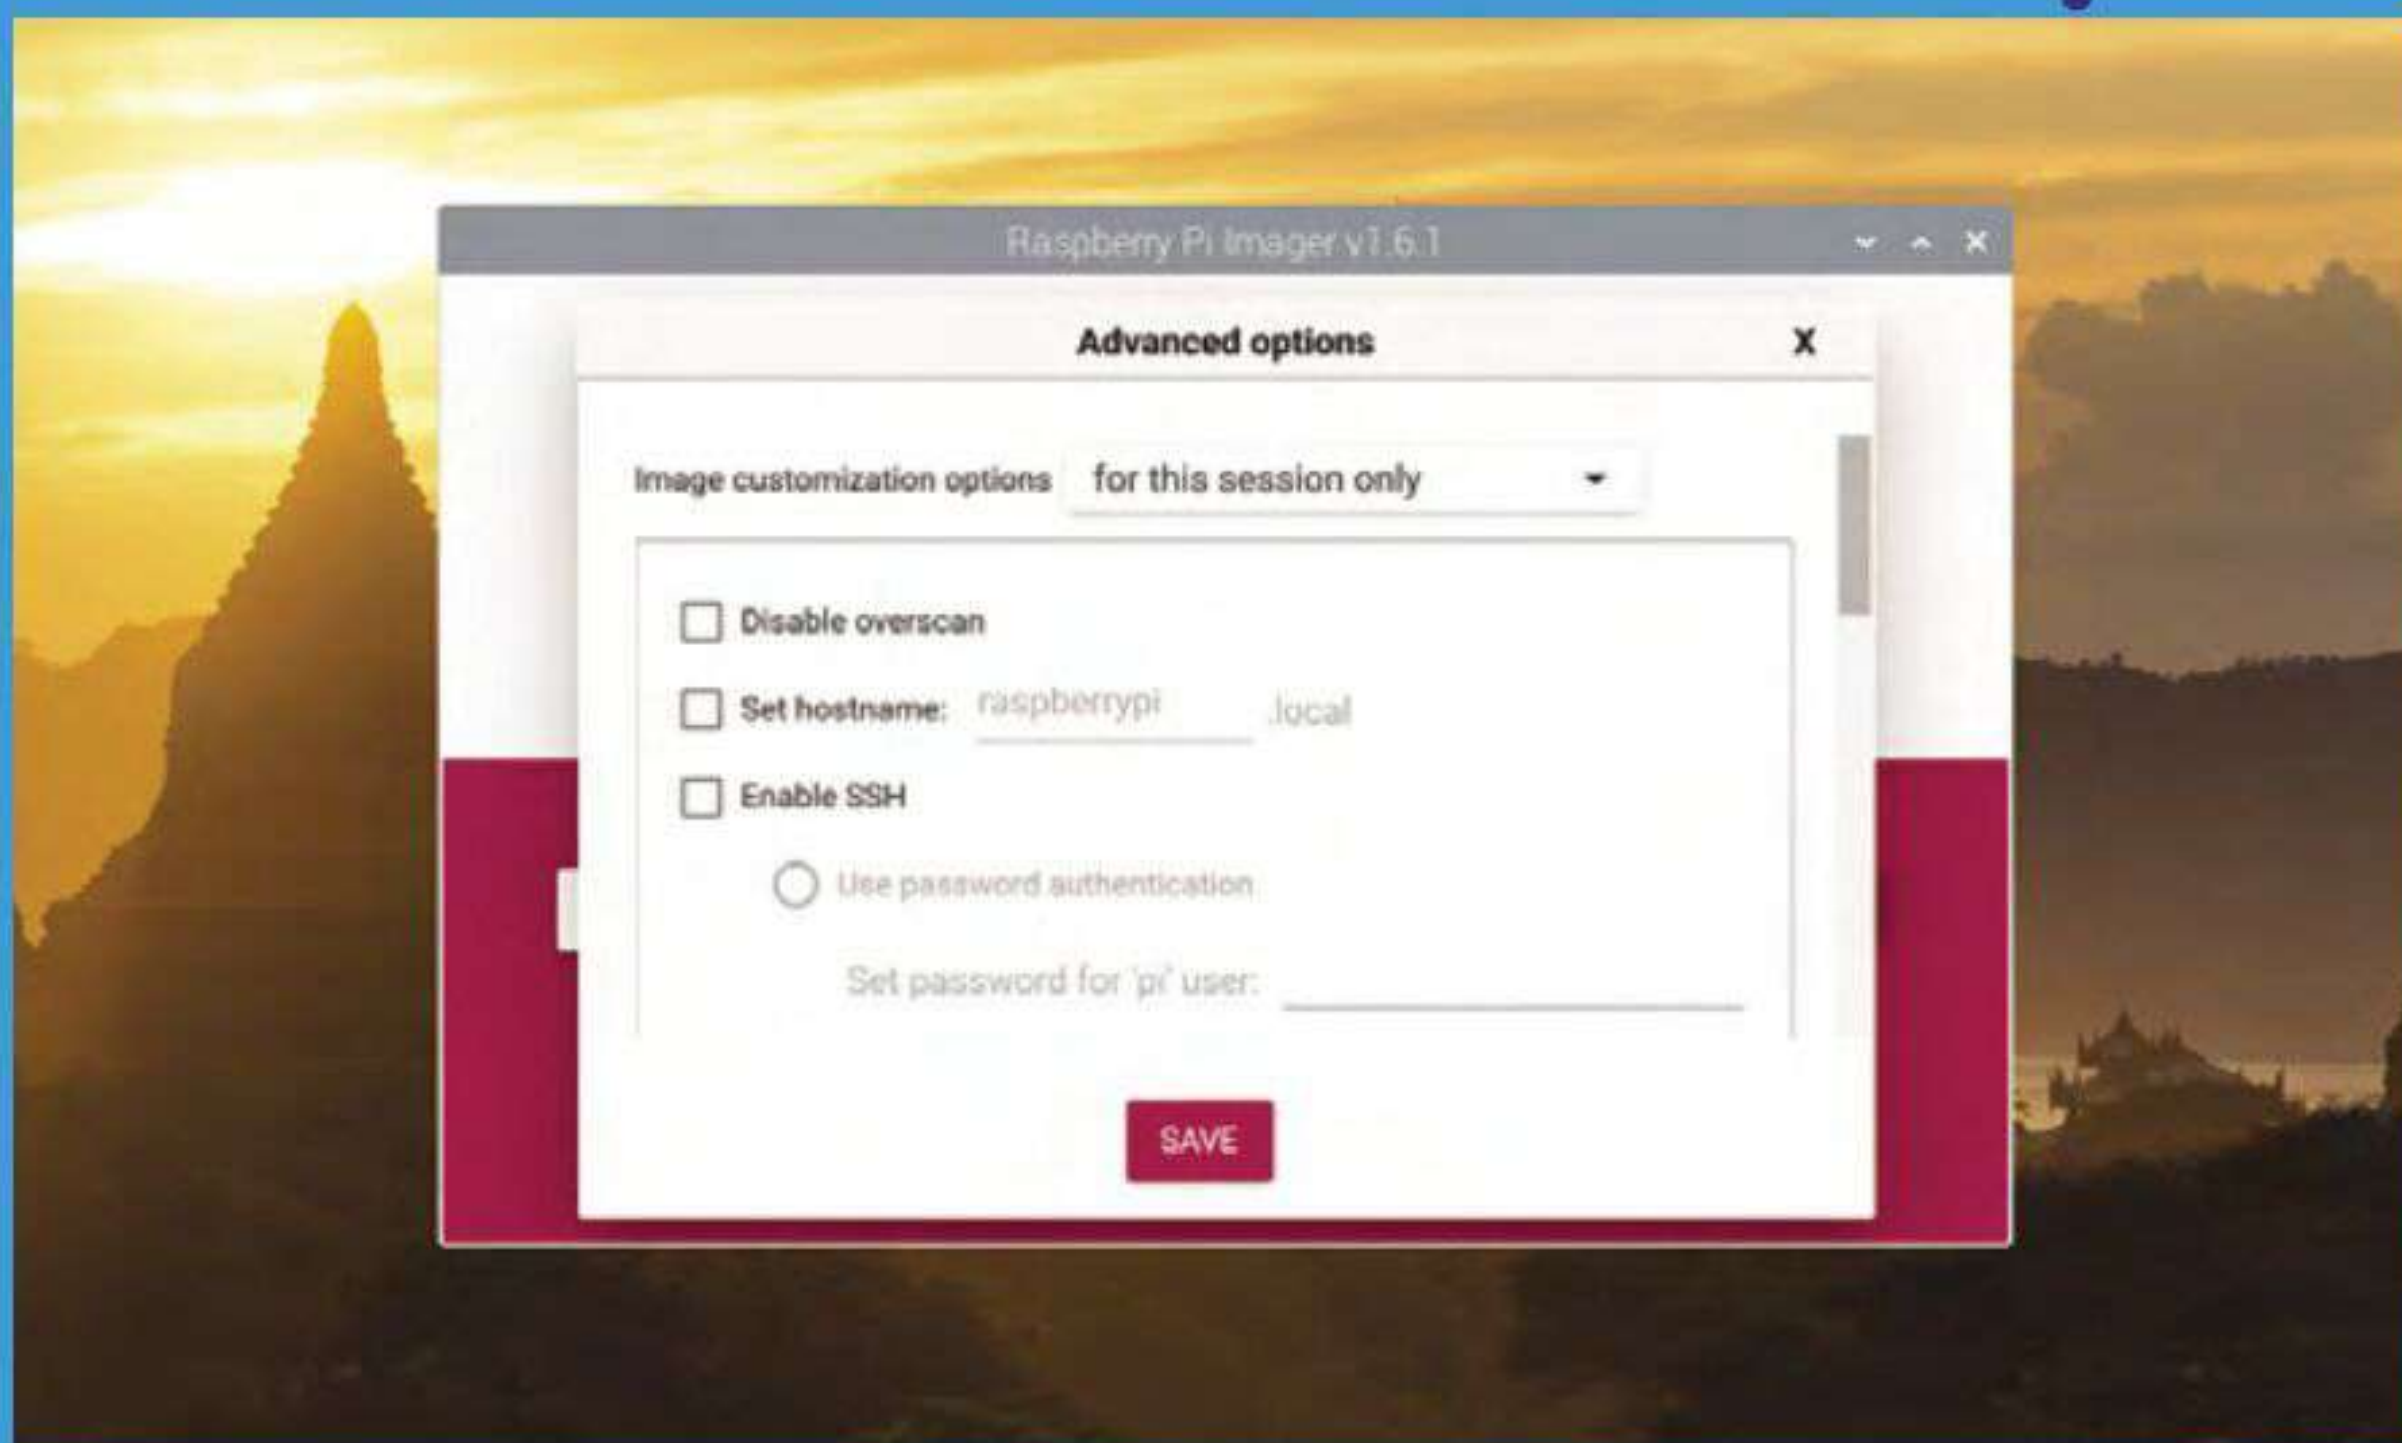 Raspberry Pi Imager v1.6.1
Advanced options X
Image customization options for this session only
Disable overscan
Set hostname: raspberrypi .local
Enable SSH
Use password authentication
Set password for 'pi' user:
SAVE